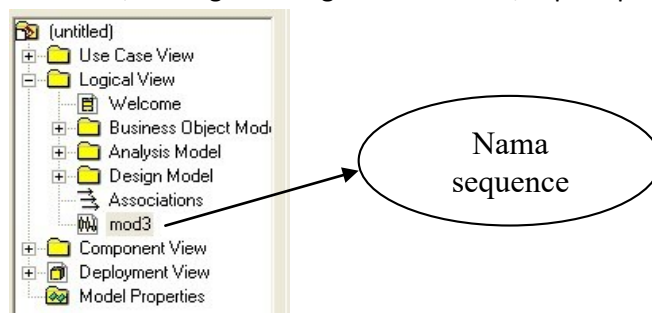 (untitled)
Use Case View
Logical View
Welcome
Business Object Mod
Analysis Model
Design Model
Associations
mod3
Component View
Deployment View
Model Properties
Nama
sequence